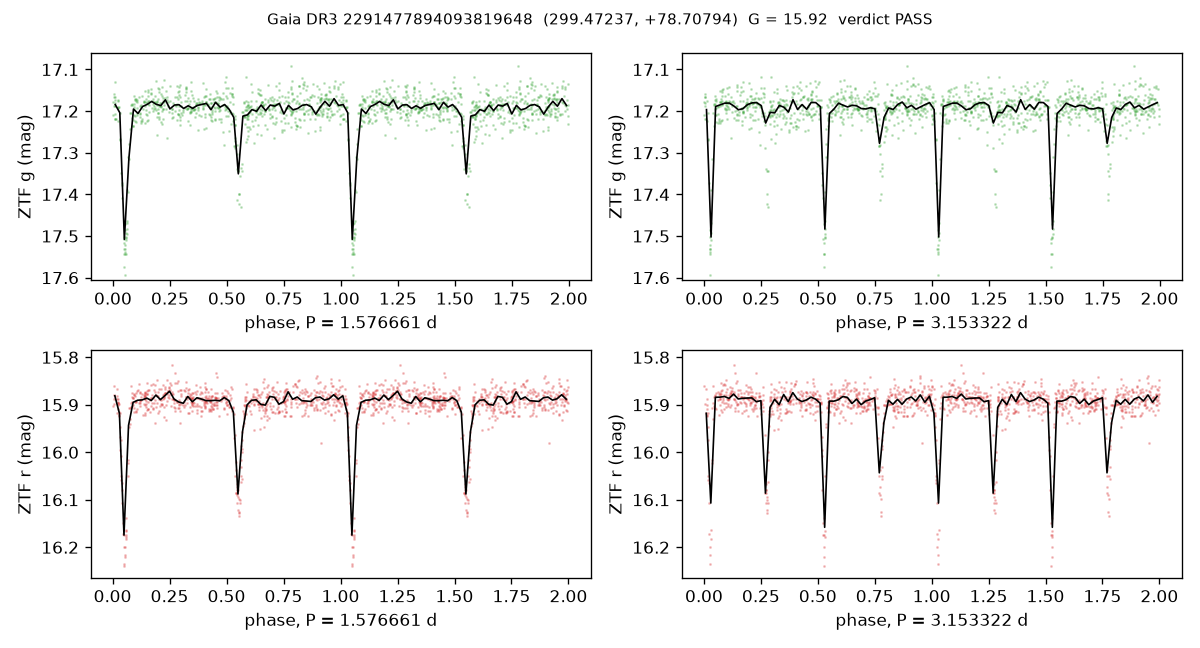 Gaia DR3 2291477894093819648 (299.47237, +78.70794) G = 15.92 verdict PASS
ZTF g (mag)
17.1
17.2
17.3
17.4
17.5
17.6
0.00 0.25 0.50 0.75 1.00 1.25 1.50 1.75 2.00
phase, P = 1.576661 d
ZTF g (mag)
17.1
17.2
17.3
17.4
17.5
17.6
0.00 0.25 0.50 0.75 1.00 1.25 1.50 1.75 2.00
phase, P = 3.153322 d
ZTF r (mag)
15.8
15.9
16.0
16.1
16.2
0.00 0.25 0.50 0.75 1.00 1.25 1.50 1.75 2.00
phase, P = 1.576661 d
ZTF r (mag)
15.8
15.9
16.0
16.1
16.2
0.00 0.25 0.50 0.75 1.00 1.25 1.50 1.75 2.00
phase, P = 3.153322 d